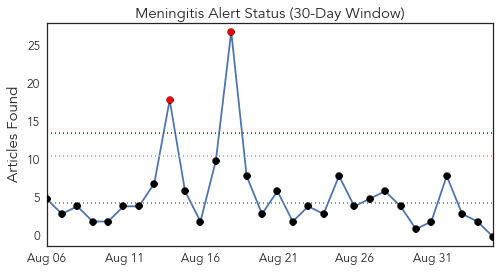 Meningitis Alert Status (30-Day Window)
Articles Found
25
20
15
10
5
0
Aug 06 Aug 11 Aug 16 Aug 21 Aug 26 Aug 31